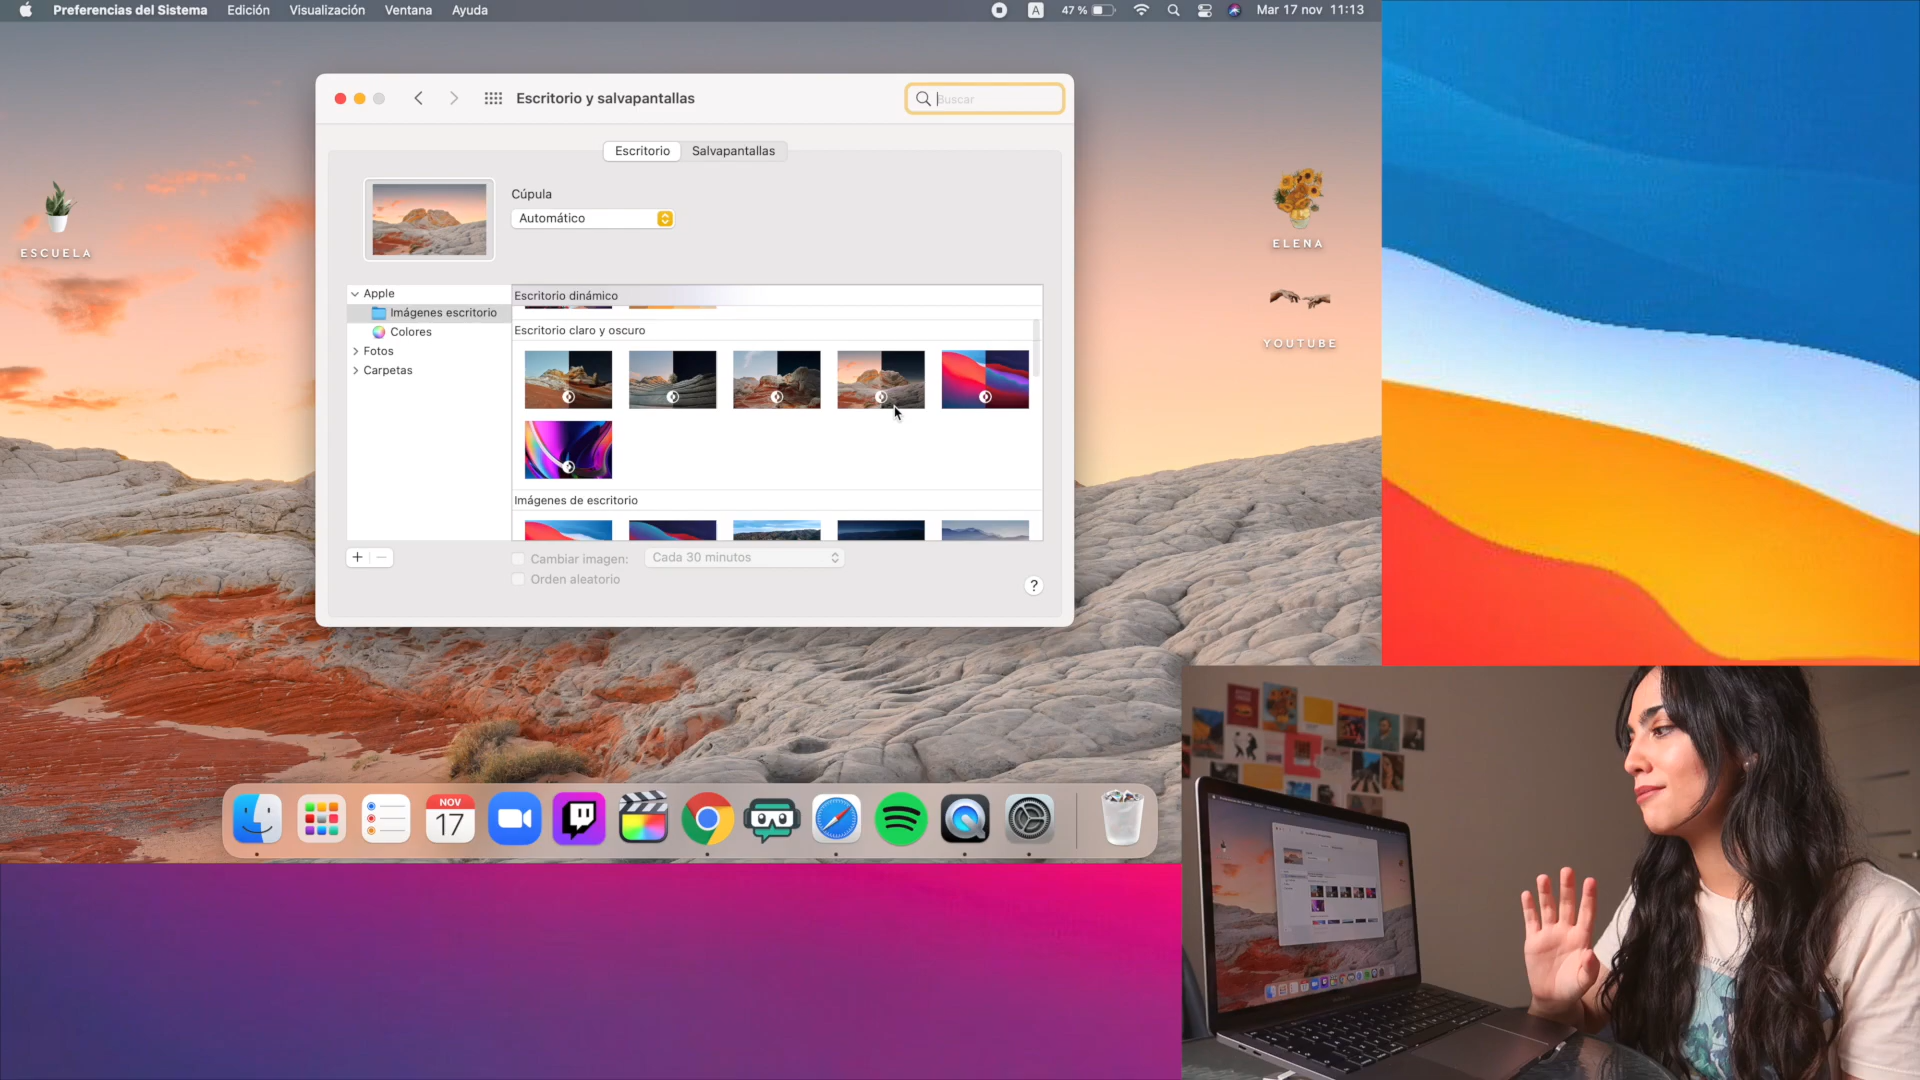 Preferencias del Sistema Edición Visualización Ventana Ayuda
A 47 % Mar 17 nov 11:13
Escritorio y salvapantallas
Buscar
Escritorio Salvapantallas
Cúpula
Automático
ESCUELA
ELENA
YOUTUBE
Apple
Imágenes escritorio
Colores
Fotos
Carpetas
Escritorio dinámico
Escritorio claro y oscuro
Imágenes de escritorio
+ −
Cambiar imagen: Cada 30 minutos
Orden aleatorio
?
NOV
17